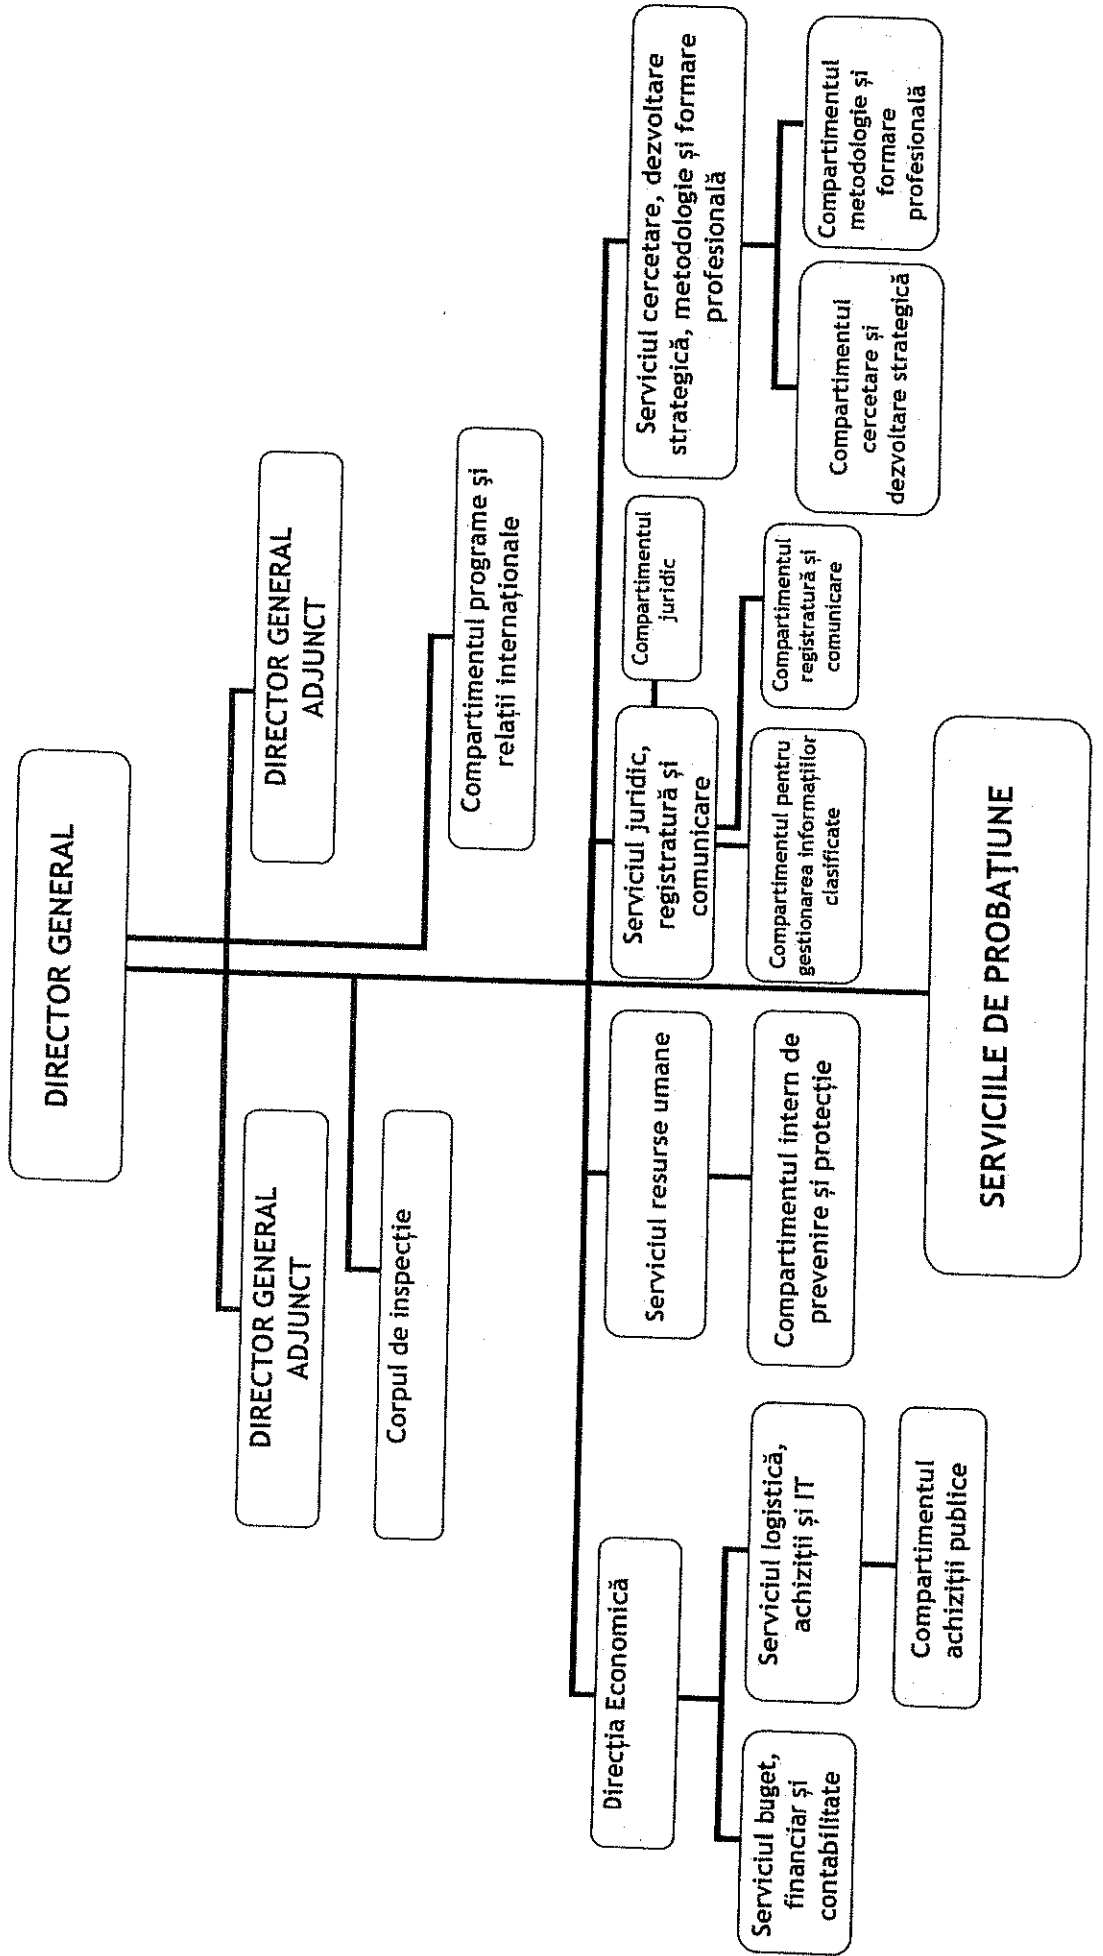 DIRECTOR GENERAL
DIRECTOR GENERAL
ADJUNCT
DIRECTOR GENERAL
ADJUNCT
Corpul de inspecție
Compartimentul programe și
relații internaționale
Direcția Economică
Serviciul resurse umane
Serviciul juridic,
registratură și
comunicare
Compartimentul
juridic
Serviciul cercetare, dezvoltare
strategică, metodologie și formare
profesională
Serviciul buget,
financiar și
contabilitate
Serviciul logistică,
achiziții și IT
Compartimentul intern de
prevenire și protecție
Compartimentul pentru
gestionarea informațiilor
clasificate
Compartimentul
registratură și
comunicare
Compartimentul
cercetare și
dezvoltare strategică
Compartimentul
metodologie și
formare
profesională
Compartimentul
achiziții publice
SERVICIILE DE PROBAȚIUNE